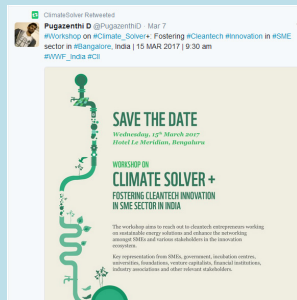 ClimateSolver Retweeted
Pugazenthi D @PugazenthiD · Mar 7
#Workshop on #Climate_Solver+: Fostering #Cleantech #Innovation in #SME
sector in #Bangalore, India | 15 MAR 2017 | 9:30 am
#WWF_India #CII
SAVE THE DATE
Wednesday, 15th March 2017
Hotel Le Meridian, Bengaluru
WORKSHOP ON
CLIMATE SOLVER +
FOSTERING CLEANTECH INNOVATION
IN SME SECTOR IN INDIA
The workshop aims to reach out to cleantech entrepreneurs working
on sustainable energy solutions and enhance the networking
amongst SMEs and various stakeholders in the innovation
ecosystem.
Key representation from SMEs, government, incubation centres,
universities, foundations, venture capitalists, financial institutions,
industry associations and other relevant stakeholders.